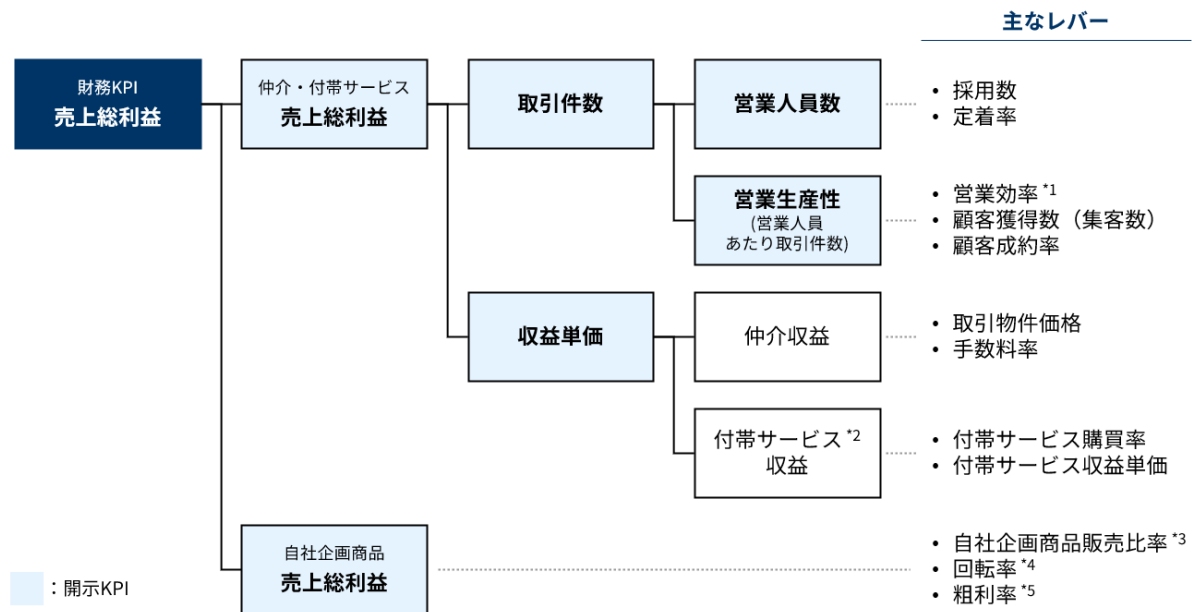 主なレバー
財務KPI
売上総利益
仲介・付帯サービス
売上総利益
取引件数
営業人員数
• 採用数
• 定着率
営業生産性
(営業人員
あたり取引件数)
• 営業効率 *1
• 顧客獲得数（集客数）
• 顧客成約率
収益単価
仲介収益
• 取引物件価格
• 手数料率
付帯サービス *2
収益
• 付帯サービス購買率
• 付帯サービス収益単価
自社企画商品
売上総利益
• 自社企画商品販売比率 *3
• 回転率 *4
• 粗利率 *5
：開示KPI